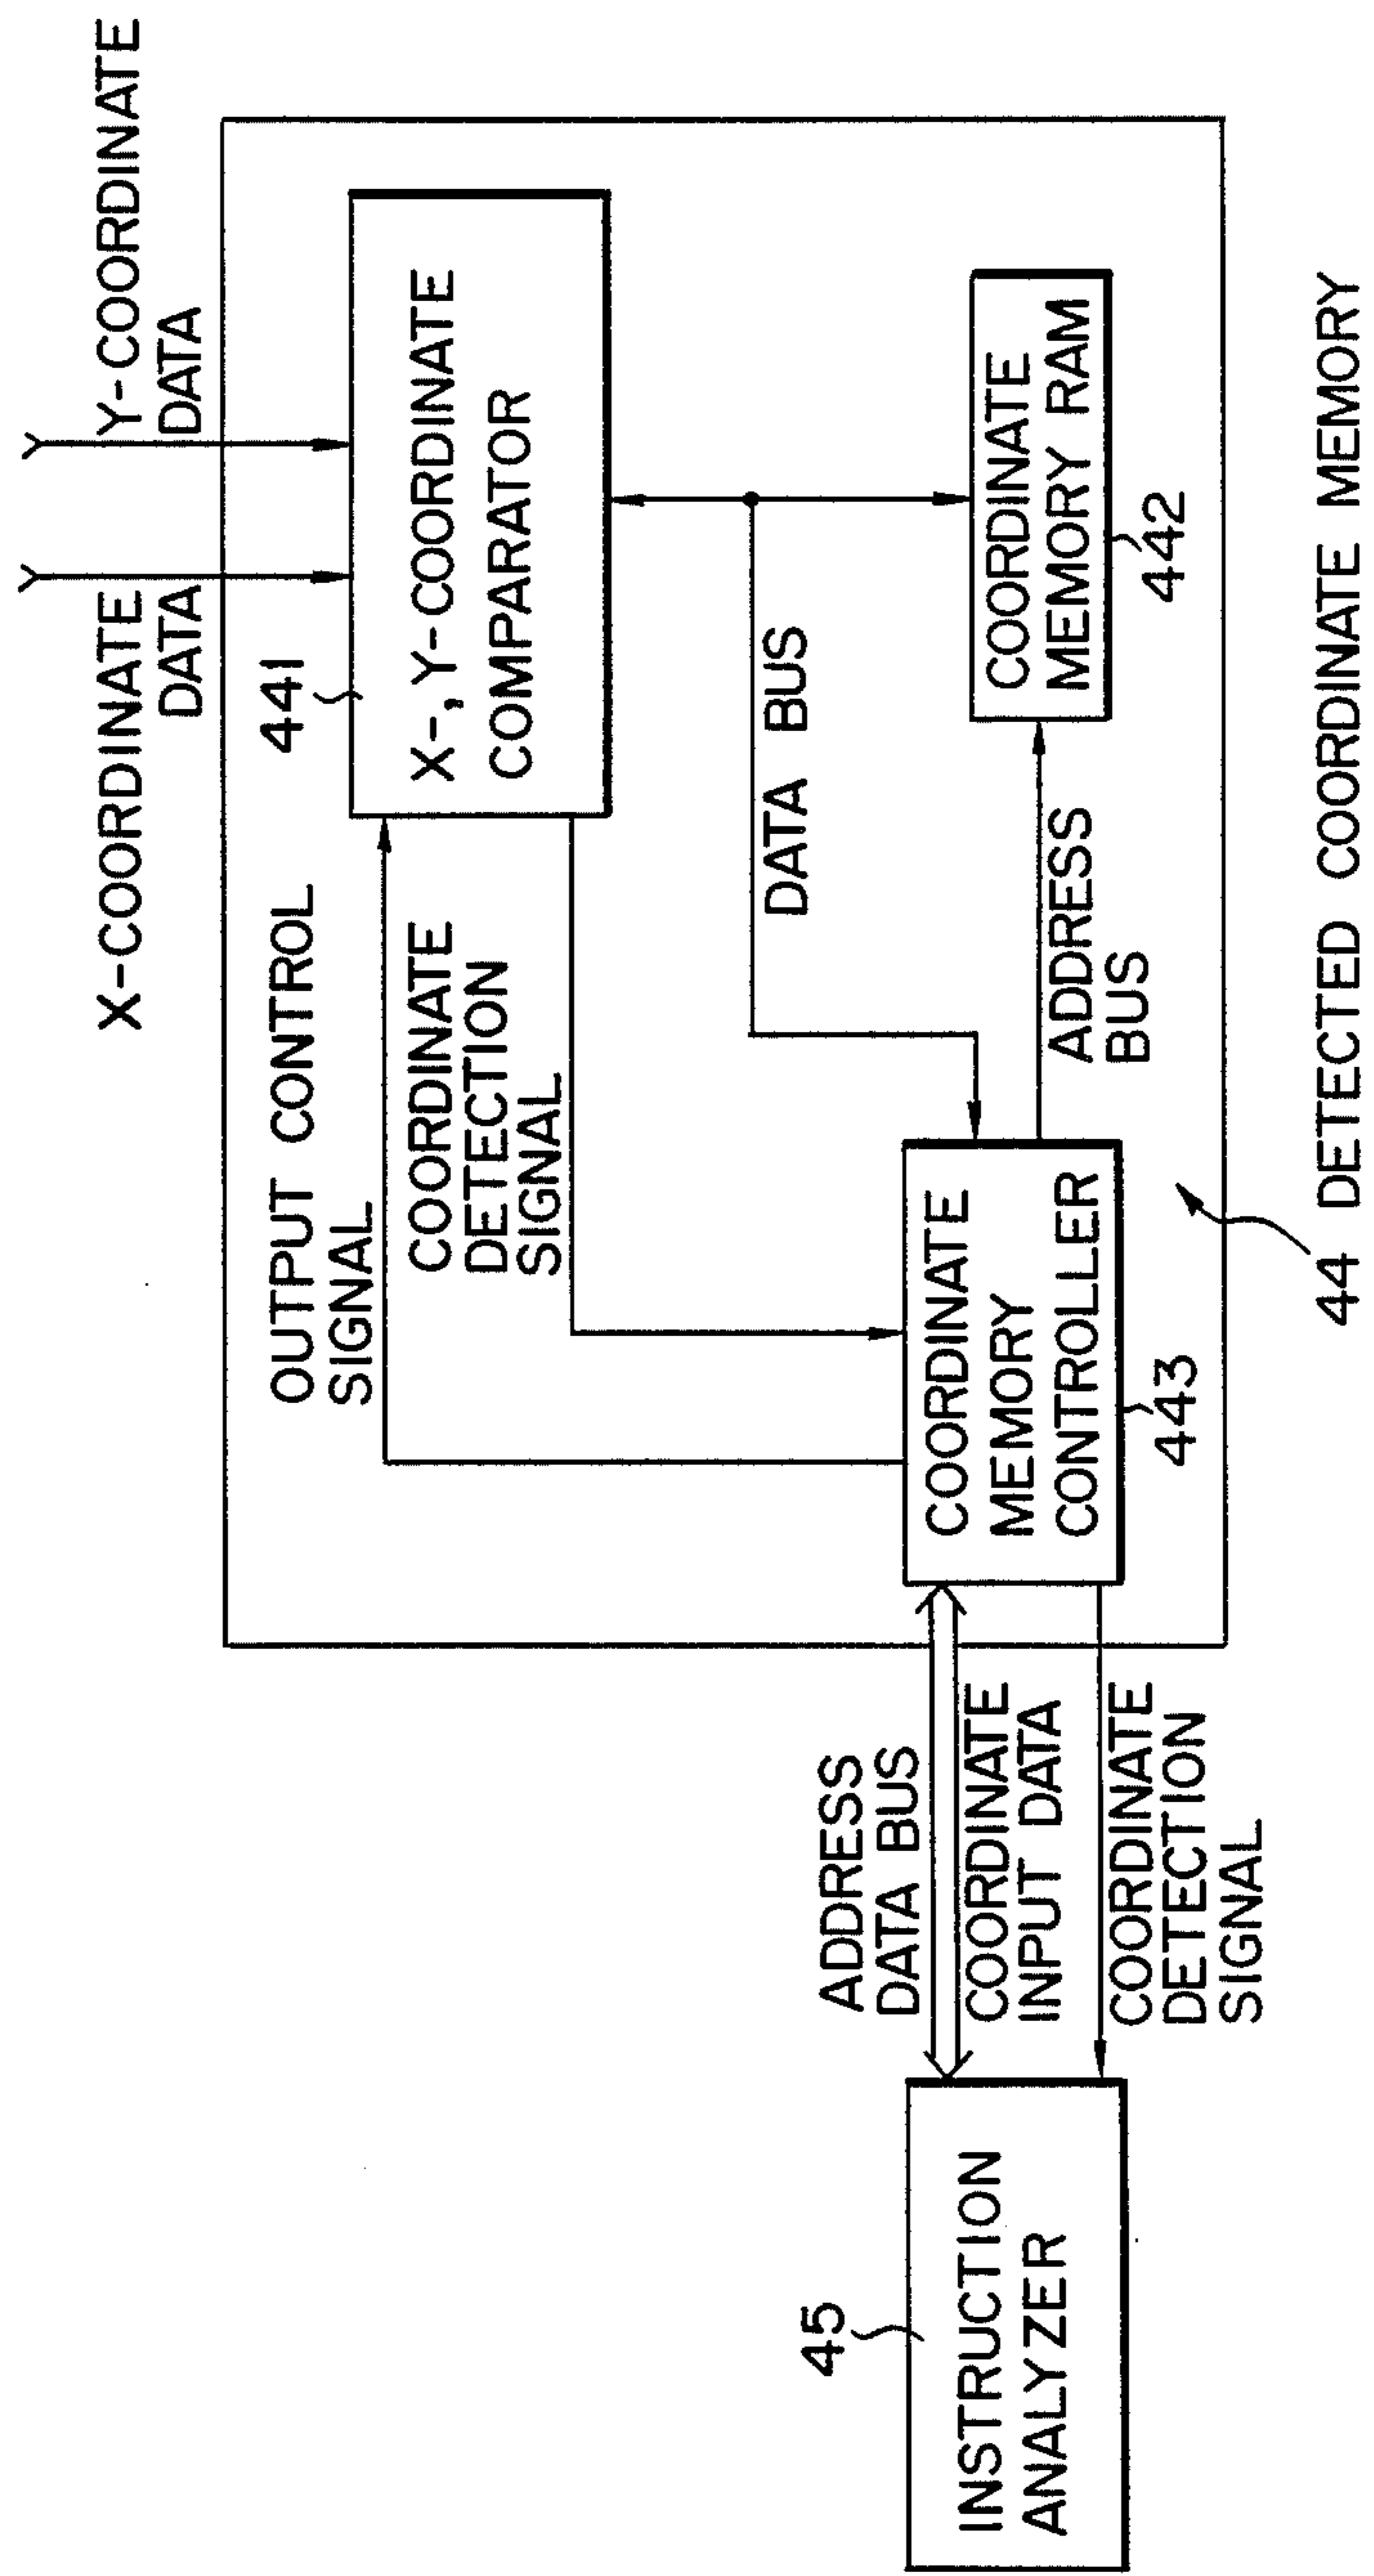 X-COORDINATE
DATA
Y-COORDINATE
DATA
441
X-,Y-COORDINATE
COMPARATOR
OUTPUT CONTROL
SIGNAL
COORDINATE
DETECTION
SIGNAL
DATA BUS
COORDINATE
MEMORY RAM
442
ADDRESS
BUS
COORDINATE
MEMORY
CONTROLLER
443
ADDRESS
DATA BUS
COORDINATE
INPUT DATA
COORDINATE
DETECTION
SIGNAL
45
INSTRUCTION
ANALYZER
44 DETECTED COORDINATE MEMORY